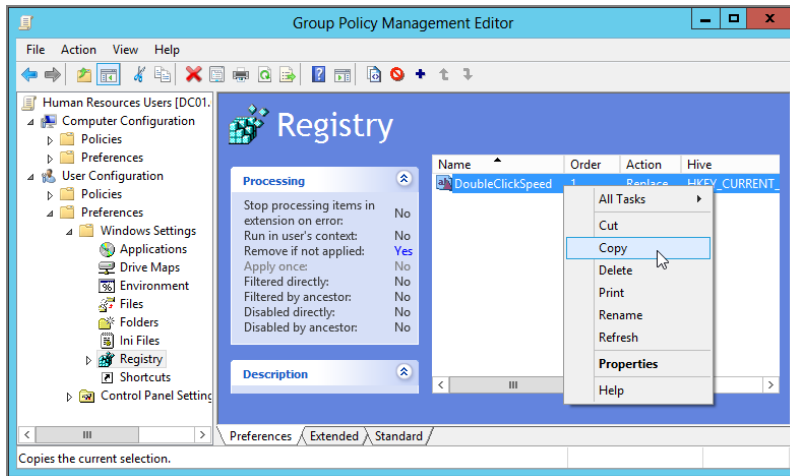 Group Policy Management Editor
File Action View Help
Human Resources Users [DC01.
Computer Configuration
Policies
Preferences
User Configuration
Policies
Preferences
Windows Settings
Applications
Drive Maps
Environment
Files
Folders
Ini Files
Registry
Shortcuts
Control Panel Setting
Registry
Processing
Stop processing items in extension on error: No
Run in user's context: No
Remove if not applied: Yes
Apply once: No
Filtered directly: No
Filtered by ancestor: No
Disabled directly: No
Disabled by ancestor: No
Description
Name Order Action Hive
DoubleClickSpeed 1 Replace HKEY_CURRENT_
All Tasks
Cut
Copy
Delete
Print
Rename
Refresh
Properties
Help
Preferences Extended Standard
Copies the current selection.